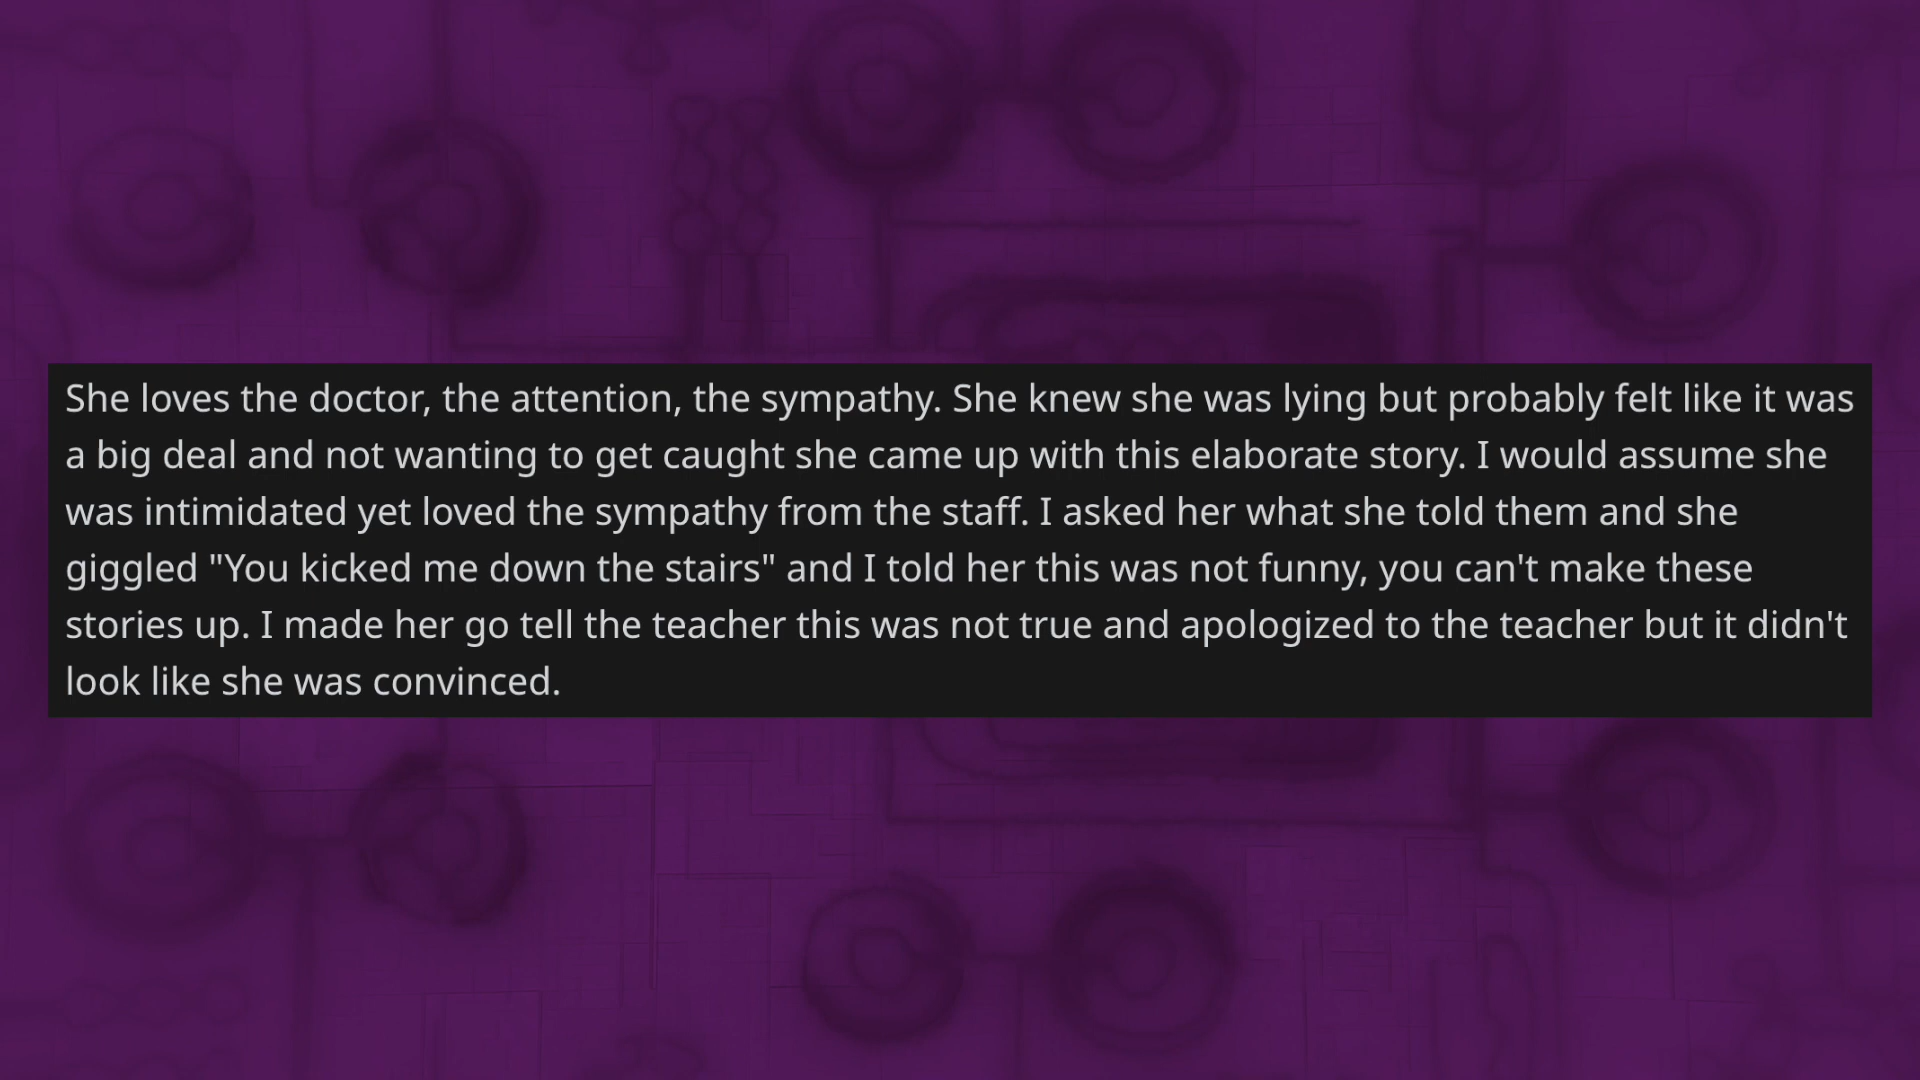 She loves the doctor, the attention, the sympathy. She knew she was lying but probably felt like it was
a big deal and not wanting to get caught she came up with this elaborate story. I would assume she
was intimidated yet loved the sympathy from the staff. I asked her what she told them and she
giggled "You kicked me down the stairs" and I told her this was not funny, you can't make these
stories up. I made her go tell the teacher this was not true and apologized to the teacher but it didn't
look like she was convinced.